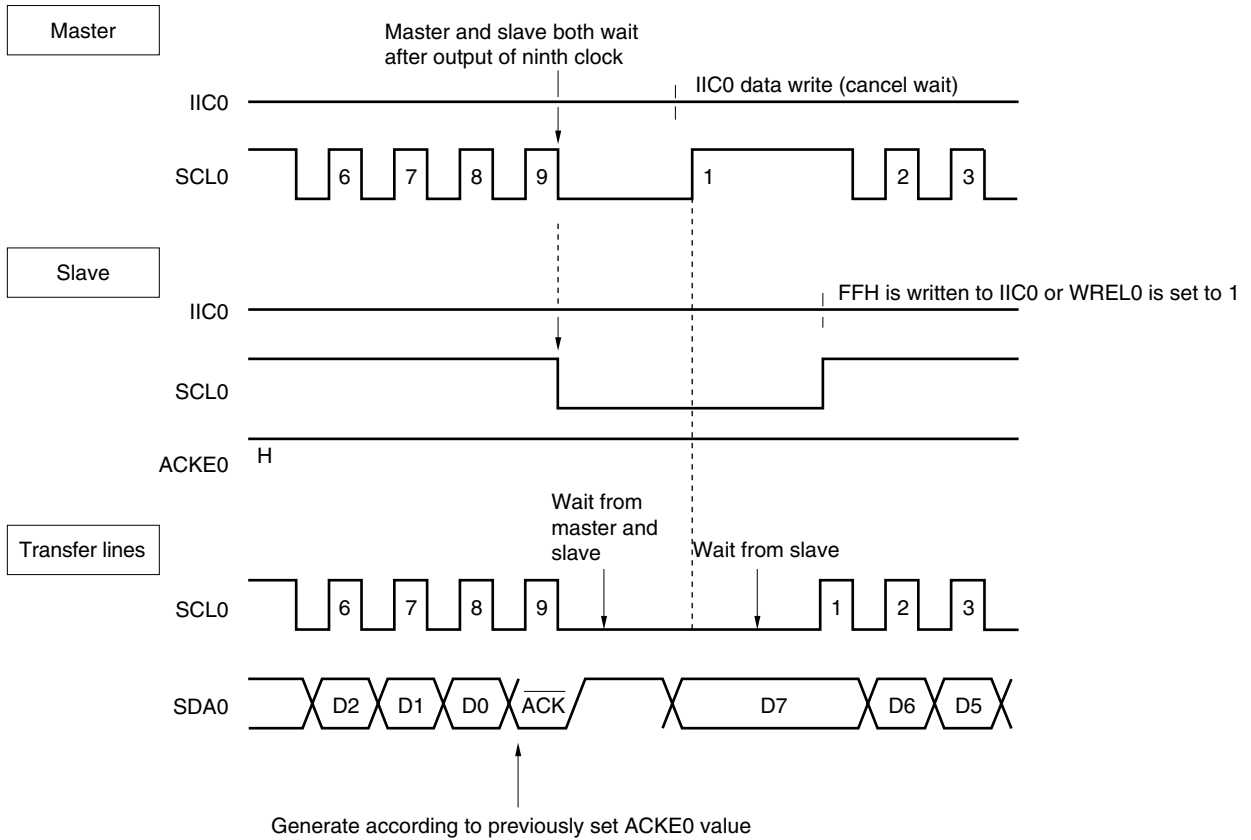 Master
Master and slave both wait
after output of ninth clock
IIC0 data write (cancel wait)
IIC0
SCL0
6 7 8 9 1 2 3
Slave
FFH is written to IIC0 or WREL0 is set to 1
IIC0
SCL0
H
ACKE0
Wait from
master and
slave
Wait from slave
Transfer lines
SCL0
6 7 8 9 1 2 3
SDA0
D2 D1 D0 ACK D7 D6 D5
Generate according to previously set ACKE0 value